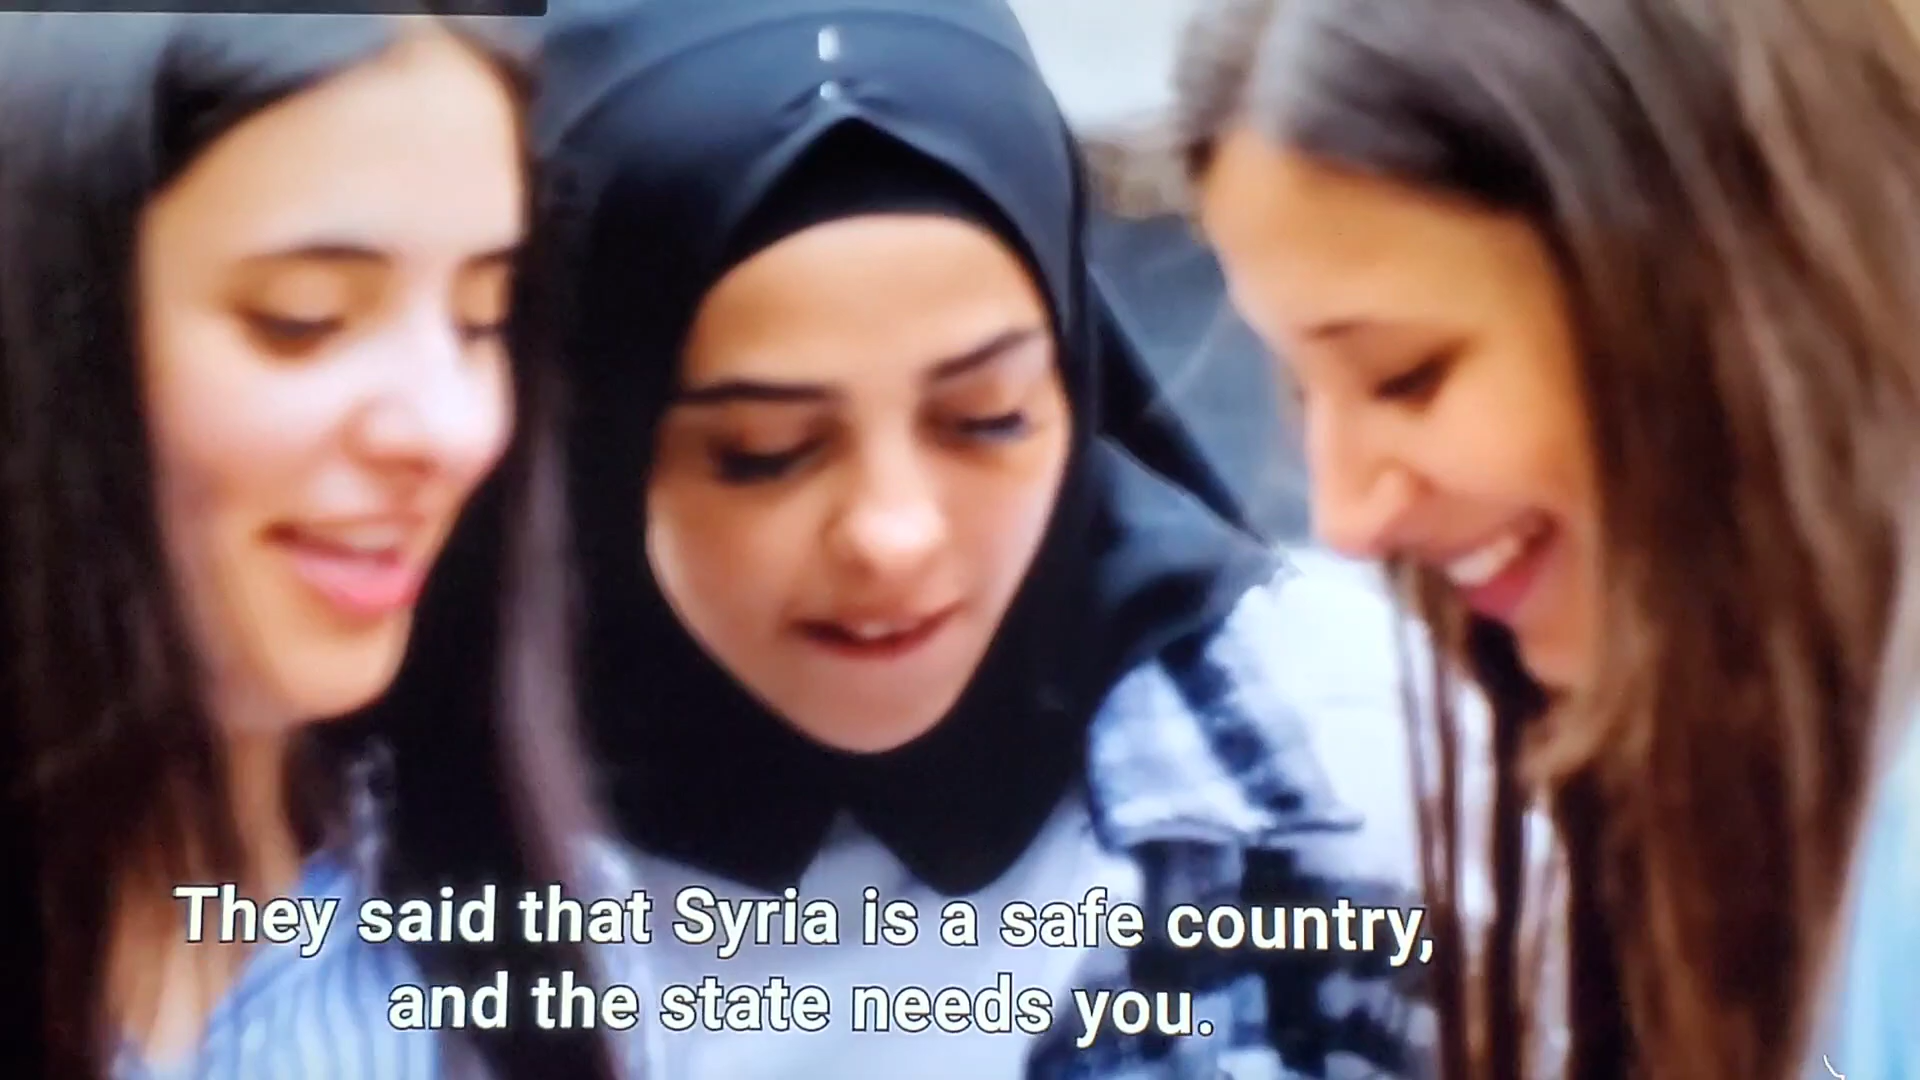 They said that Syria is a safe country,
and the state needs you.